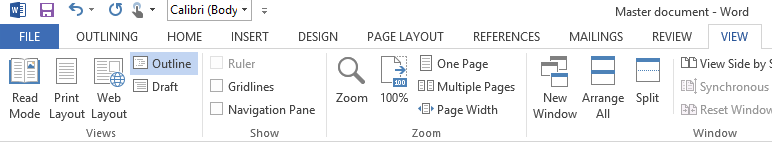 Calibri (Body Master document - Word
FILE OUTLINING HOME INSERT DESIGN PAGE LAYOUT REFERENCES MAILINGS REVIEW VIEW
Read Mode
Print Layout
Web Layout
Outline
Draft
Views
Ruler
Gridlines
Navigation Pane
Show
Zoom
100
100%
One Page
Multiple Pages
Page Width
Zoom
New Window
Arrange All
Split
View Side by S
Synchronous
Reset Window
Window